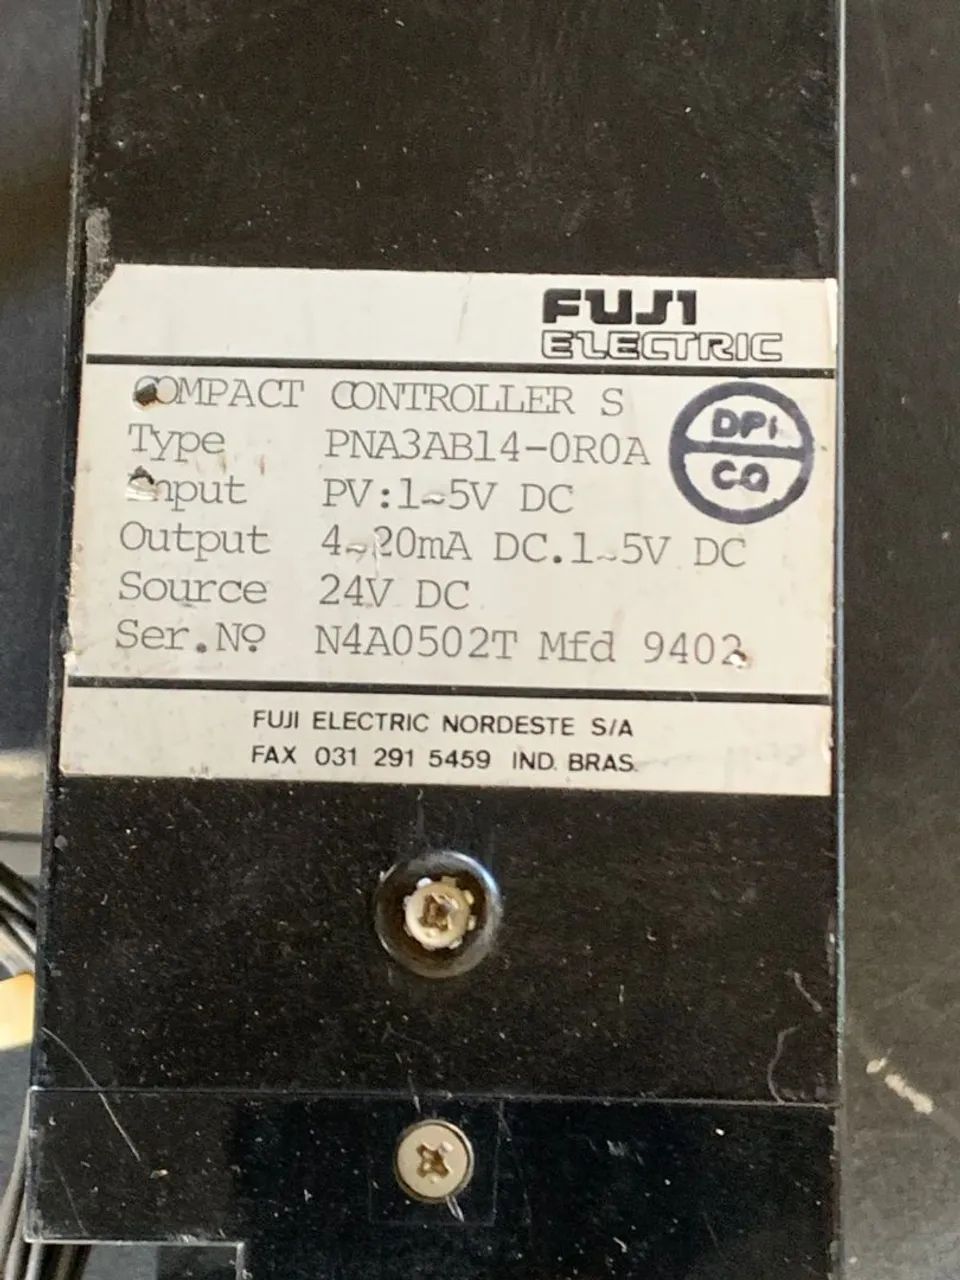 FUJI
ELECTRIC
COMPACT CONTROLLER S
Type PNA3AB14-0R0A
Input PV:1~5V DC
Output 4~20mA DC.1~5V DC
Source 24V DC
Ser.Nº N4A0502T Mfd 9402
DPI
CQ
FUJI ELECTRIC NORDESTE S/A
FAX 031 291 5459 IND. BRAS.